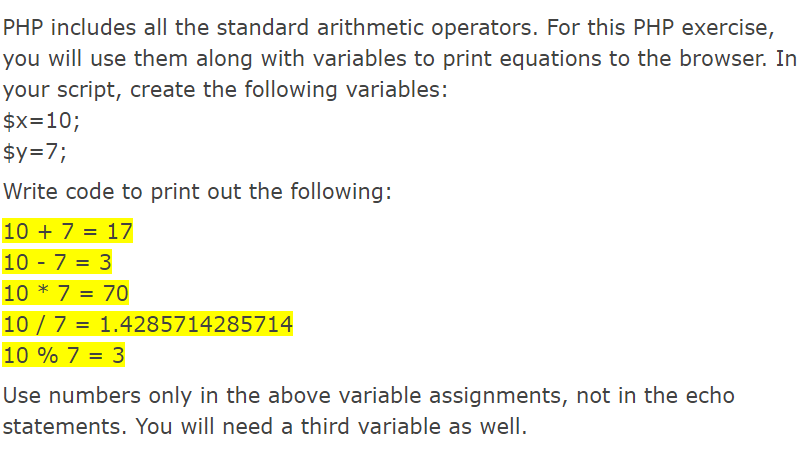 PHP includes all the standard arithmetic operators. For this PHP exercise,
you will use them along with variables to print equations to the browser. In
your script, create the following variables:
$x=10;
$y=7;
Write code to print out the following:
10 + 7 = 17
10 - 7 = 3
10 * 7 = 70
10 / 7 = 1.4285714285714
10 % 7 = 3
Use numbers only in the above variable assignments, not in the echo
statements. You will need a third variable as well.